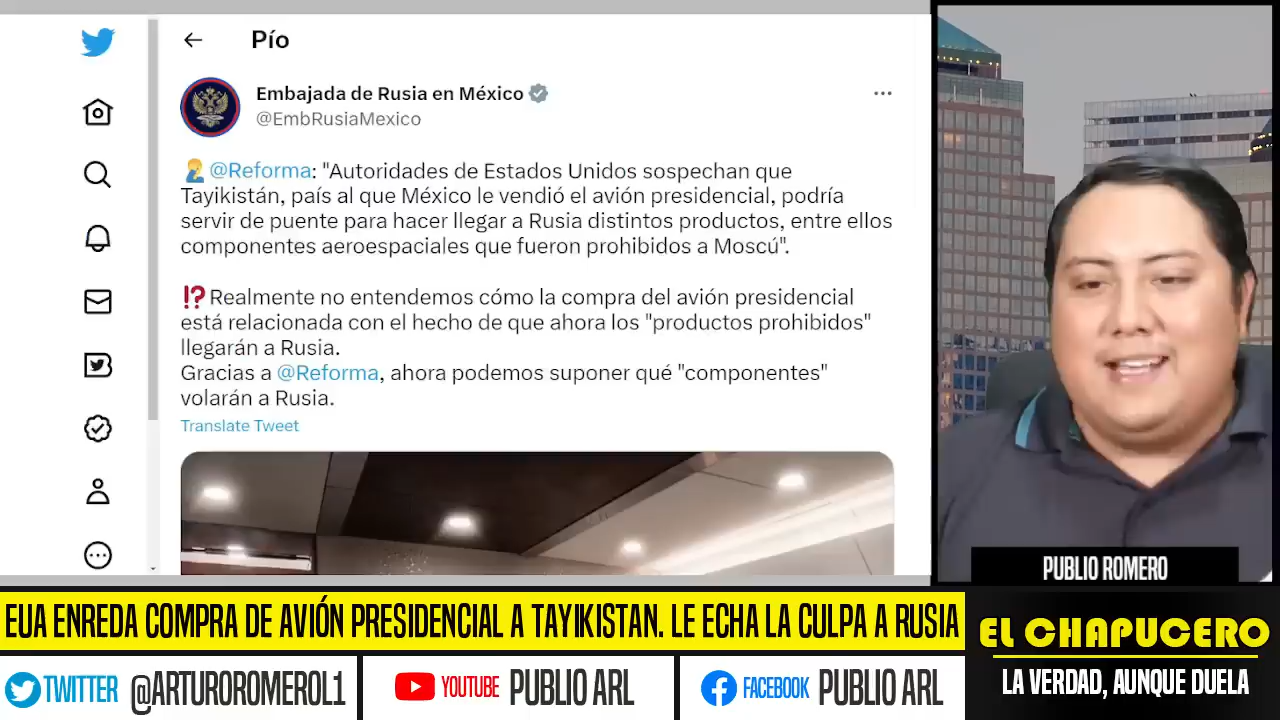 Pío
Embajada de Rusia en México
@EmbRusiaMexico
@Reforma: "Autoridades de Estados Unidos sospechan que
Tayikistán, país al que México le vendió el avión presidencial, podría
servir de puente para hacer llegar a Rusia distintos productos, entre ellos
componentes aeroespaciales que fueron prohibidos a Moscú".
⁉Realmente no entendemos cómo la compra del avión presidencial
está relacionada con el hecho de que ahora los "productos prohibidos"
llegarán a Rusia.
Gracias a @Reforma, ahora podemos suponer qué "componentes"
volarán a Rusia.
Translate Tweet
PUBLIO ROMERO
EUA ENREDA COMPRA DE AVIÓN PRESIDENCIAL A TAYIKISTAN. LE ECHA LA CULPA A RUSIA
EL CHAPUCERO
LA VERDAD, AUNQUE DUELA
TWITTER @ARTUROROMEROL1
YOUTUBE PUBLIO ARL
FACEBOOK PUBLIO ARL